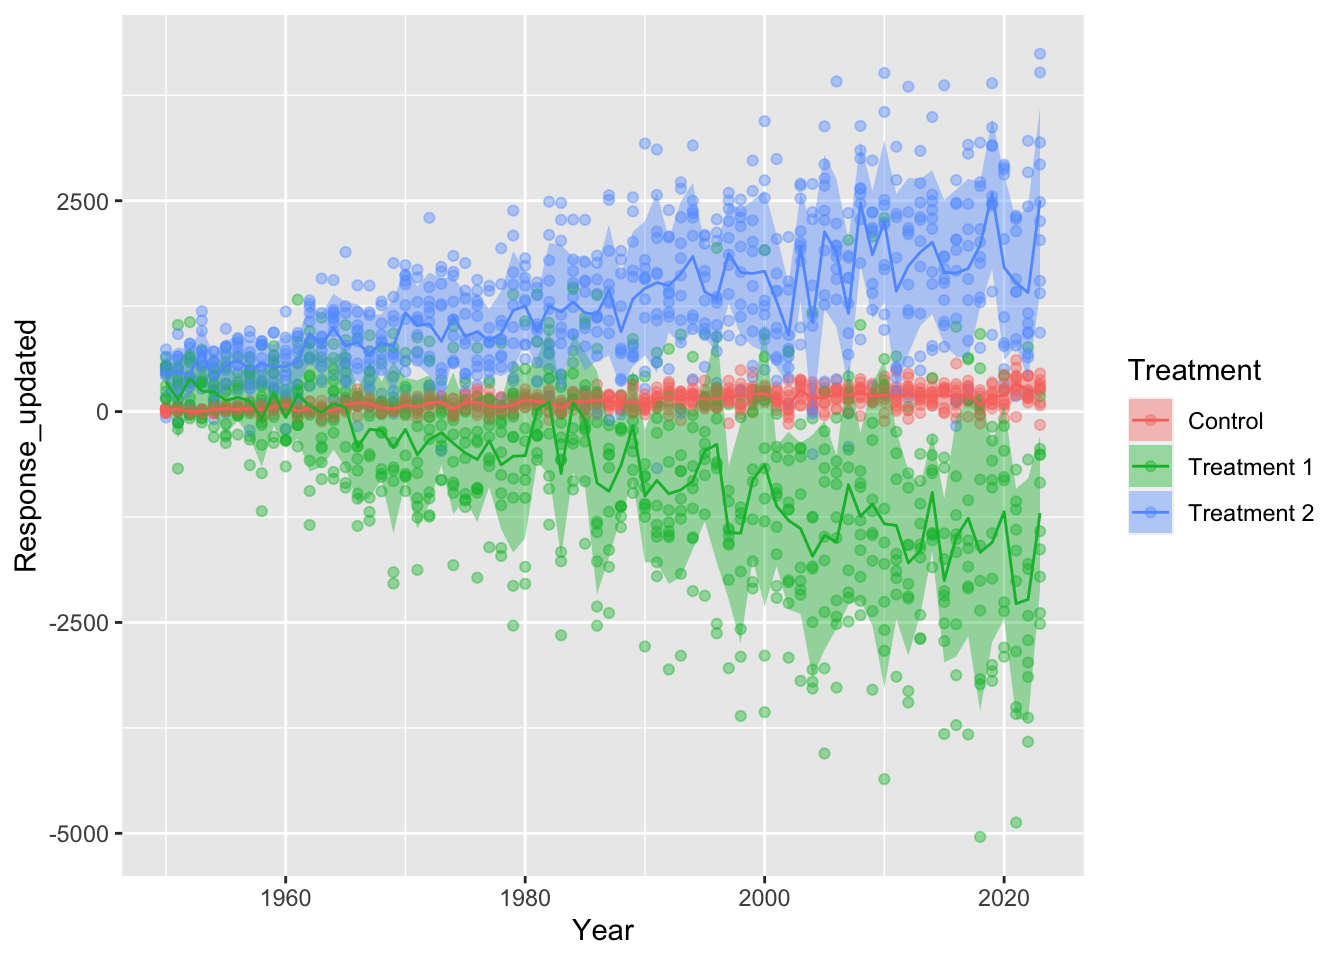 Response_updated
2500
0
-2500
-5000
1960
1980
2000
2020
Year
Treatment
Control
Treatment 1
Treatment 2